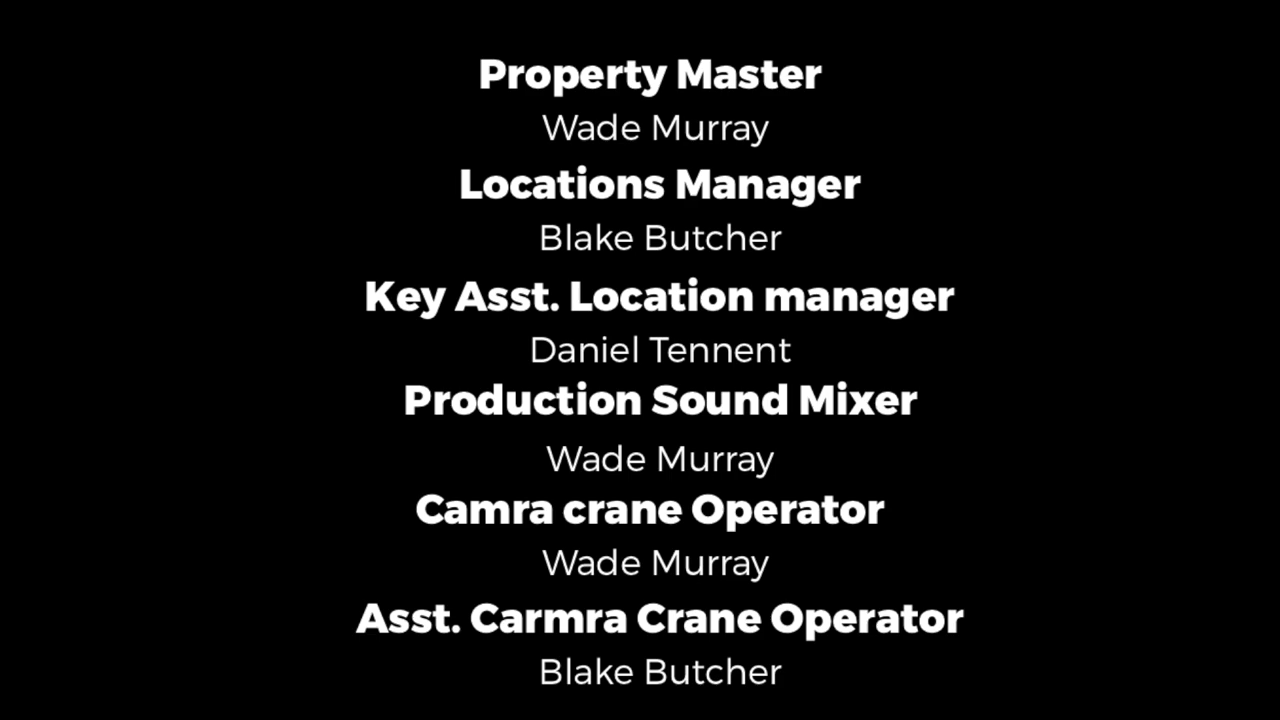 Property Master
Wade Murray
Locations Manager
Blake Butcher
Key Asst. Location manager
Daniel Tennent
Production Sound Mixer
Wade Murray
Camra crane Operator
Wade Murray
Asst. Carmra Crane Operator
Blake Butcher